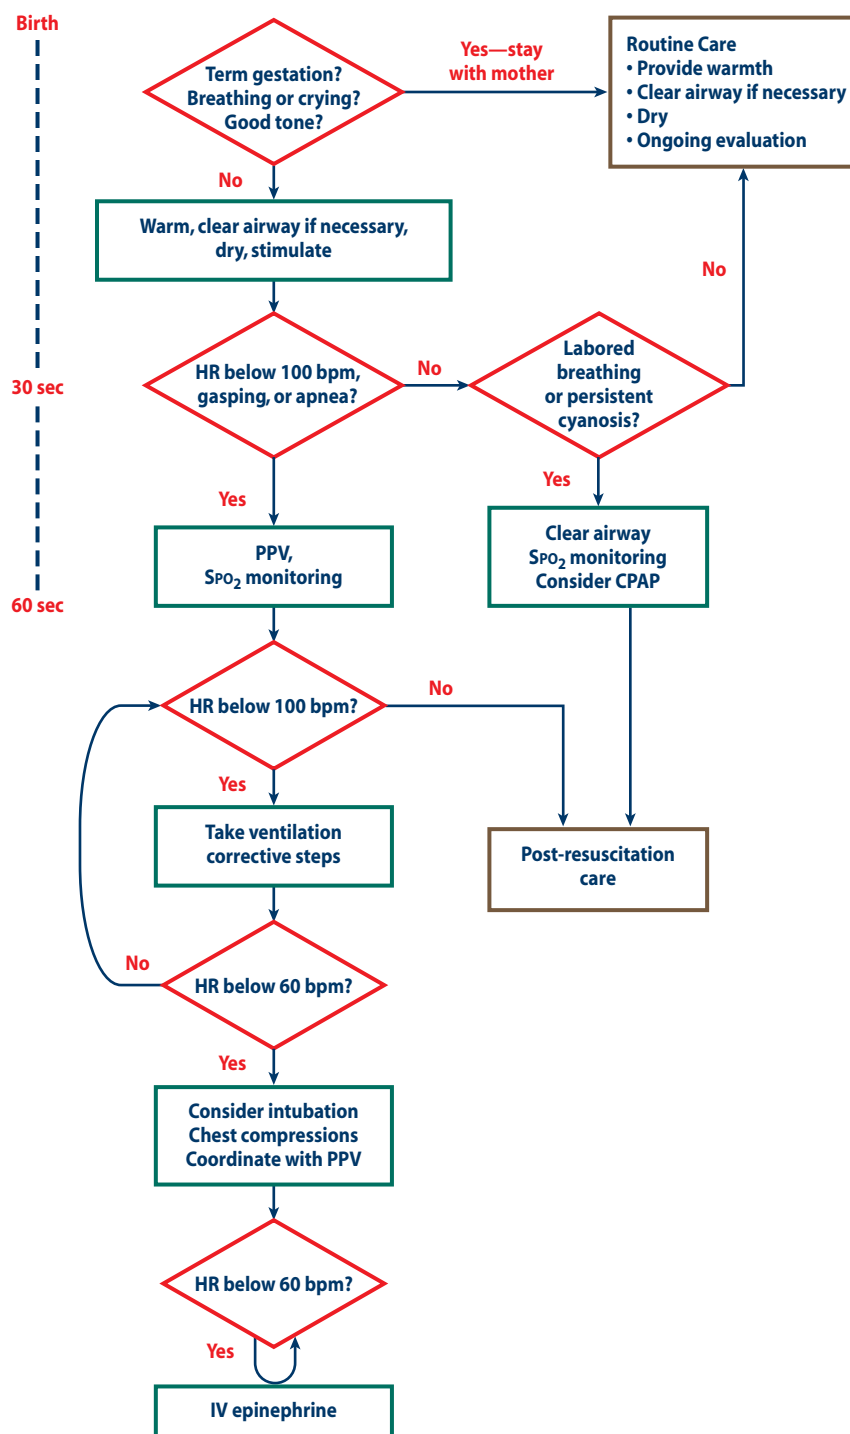 Birth
Term gestation?
Breathing or crying?
Good tone?
Yes—stay
with mother
Routine Care
• Provide warmth
• Clear airway if necessary
• Dry
• Ongoing evaluation
No
Warm, clear airway if necessary,
dry, stimulate
No
30 sec
HR below 100 bpm,
gasping, or apnea?
No
Labored
breathing
or persistent
cyanosis?
Yes
Yes
PPV,
SPO2 monitoring
Clear airway
SPO2 monitoring
Consider CPAP
60 sec
HR below 100 bpm?
No
Yes
Take ventilation
corrective steps
Post-resuscitation
care
No
HR below 60 bpm?
Yes
Consider intubation
Chest compressions
Coordinate with PPV
HR below 60 bpm?
Yes
IV epinephrine